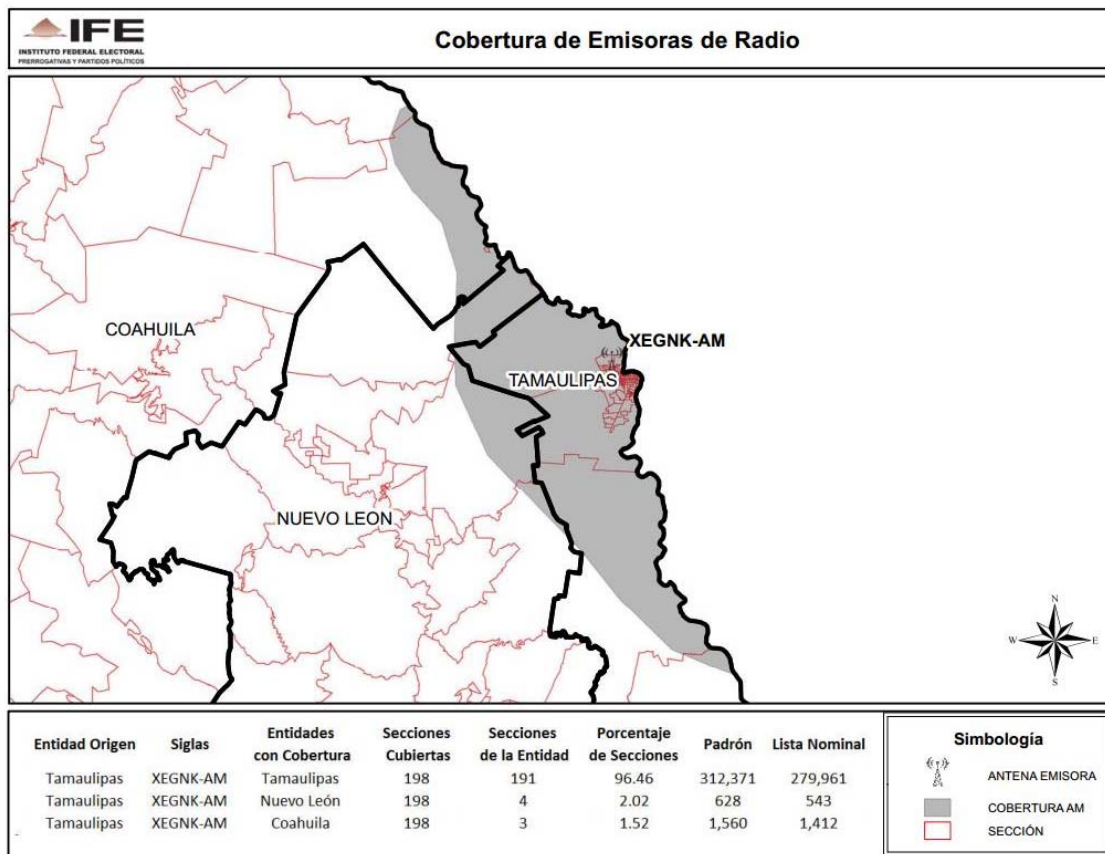 IFE
INSTITUTO FEDERAL ELECTORAL
PRERROGATIVAS Y PARTIDOS POLÍTICOS
Cobertura de Emisoras de Radio
COAHUILA
XEGNK-AM
TAMAULIPAS
NUEVO LEON
N
W E
S
Entidad Origen Siglas Entidades con Cobertura Secciones Cubiertas Secciones de la Entidad Porcentaje de Secciones Padrón Lista Nominal
Tamaulipas XEGNK-AM Tamaulipas 198 191 96.46 312,371 279,961
Tamaulipas XEGNK-AM Nuevo León 198 4 2.02 628 543
Tamaulipas XEGNK-AM Coahuila 198 3 1.52 1,560 1,412
Simbología
ANTENA EMISORA
COBERTURA AM
SECCIÓN